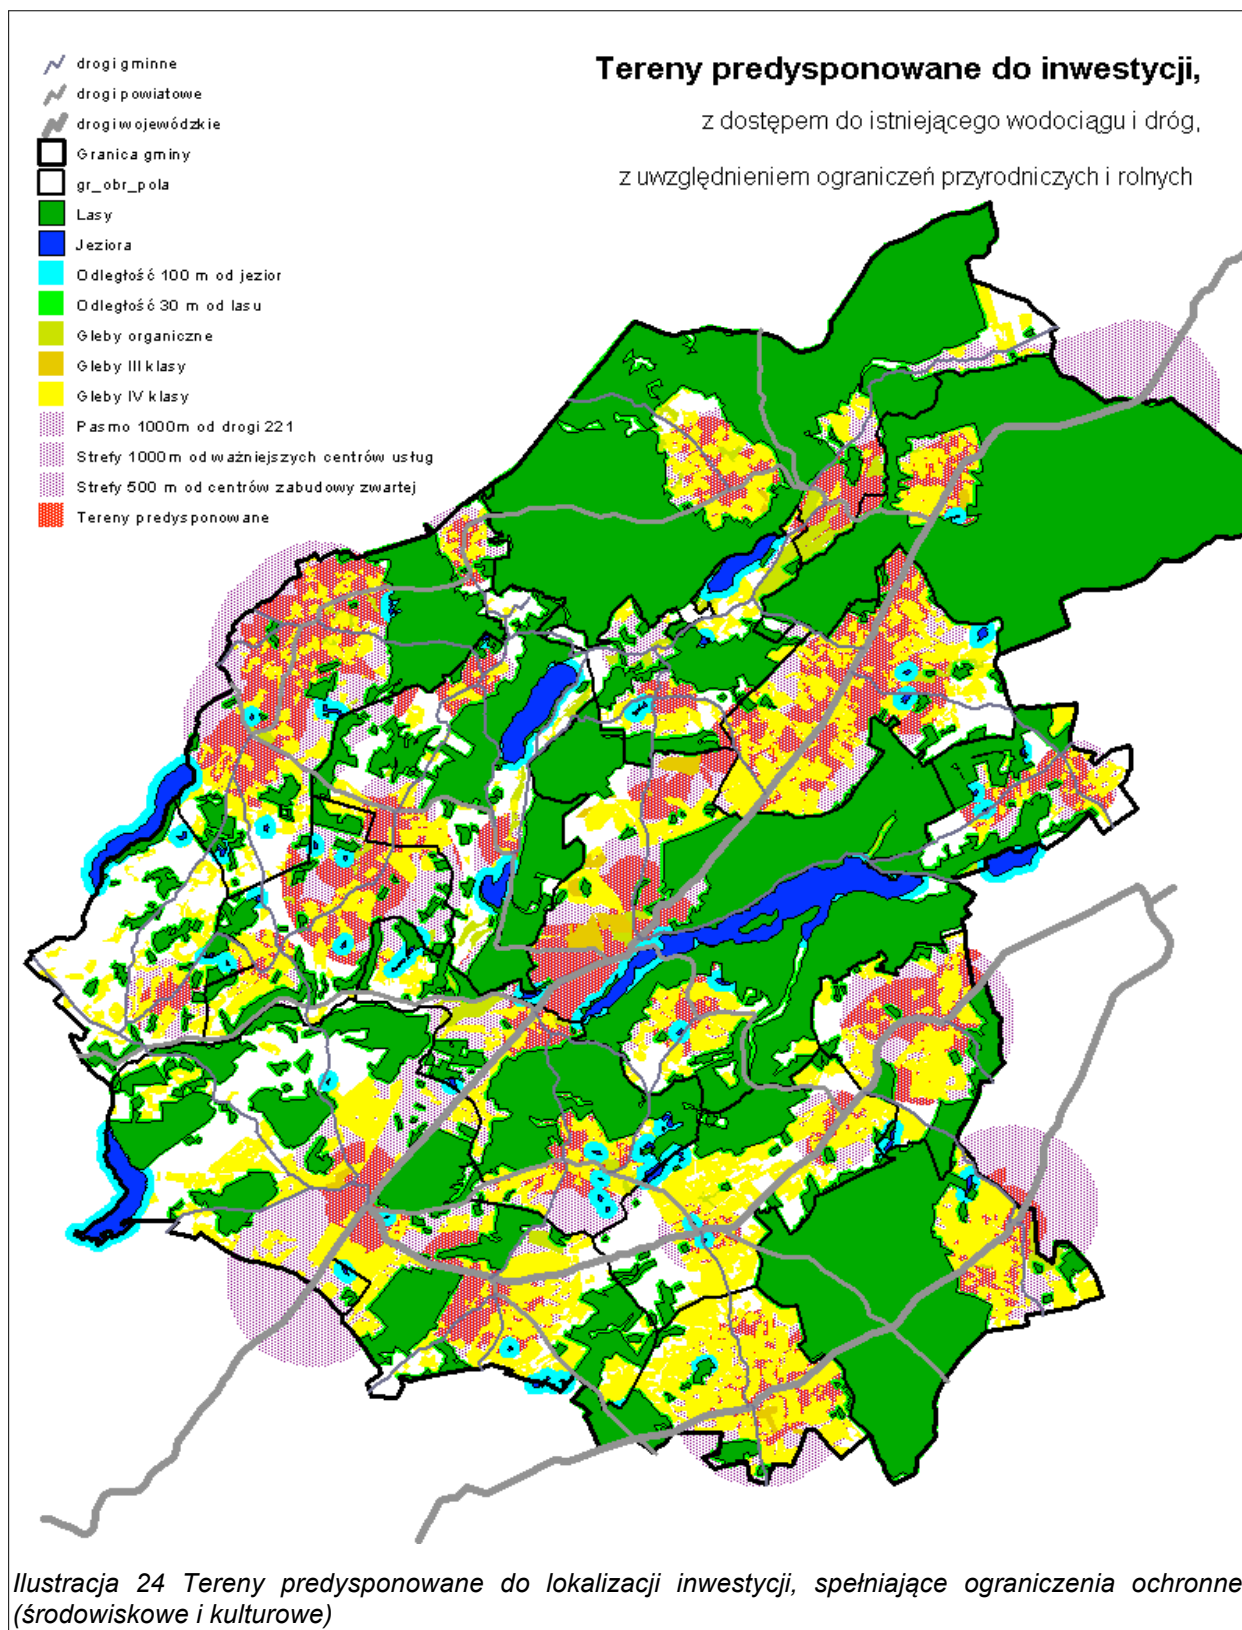 Tereny predysponowane do inwestycji,
z dostępem do istniejącego wodociągu i dróg,
z uwzględnieniem ograniczeń przyrodniczych i rolnych
drogi gminne
drogi powiatowe
drogi wojewódzkie
Granica gminy
gr_obr_pola
Lasy
Jeziora
Odległość 100 m od jezior
Odległość 30 m od lasu
Gleby organiczne
Gleby III klasy
Gleby IV klasy
Pasmo 1000m od drogi 221
Strefy 1000m od ważniejszych centrów usług
Strefy 500 m od centrów zabudowy zwartej
Tereny predysponowane
Ilustracja 24 Tereny predysponowane do lokalizacji inwestycji, spełniające ograniczenia ochronne
(środowiskowe i kulturowe)